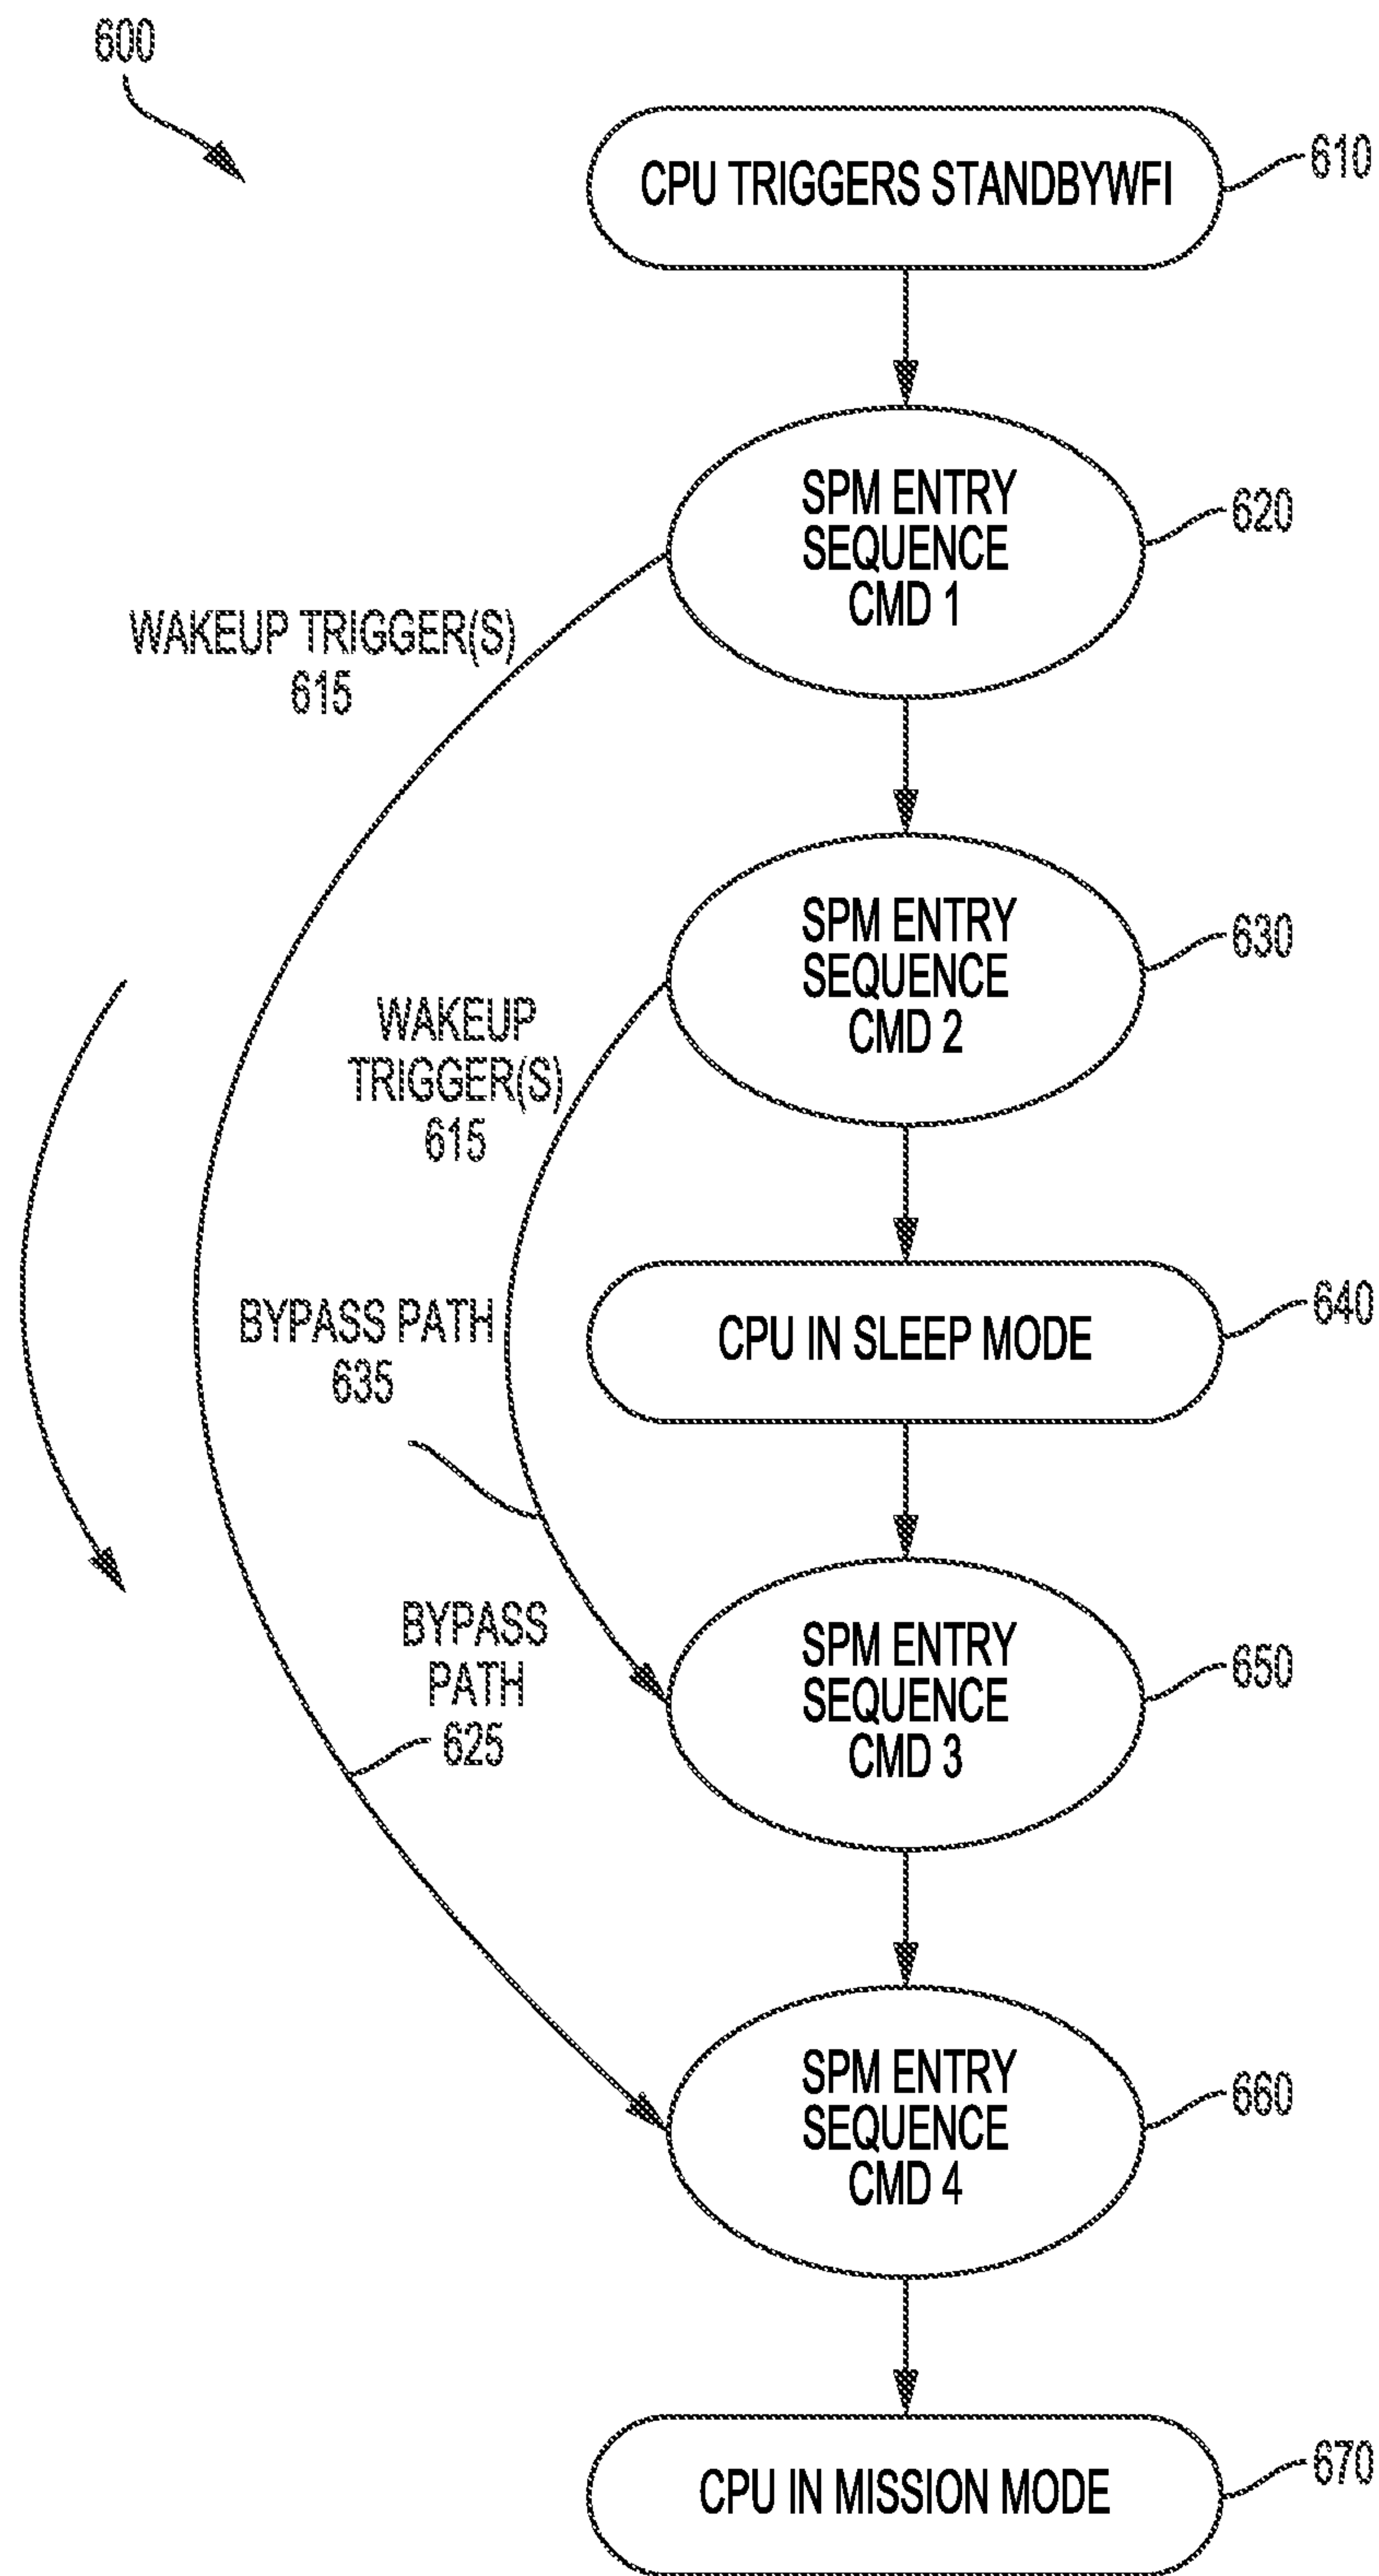 600
CPU TRIGGERS STANDBYWFI
610
SPM ENTRY
SEQUENCE
CMD 1
620
WAKEUP TRIGGER(S)
615
SPM ENTRY
SEQUENCE
CMD 2
630
WAKEUP
TRIGGER(S)
615
BYPASS PATH
635
CPU IN SLEEP MODE
640
BYPASS
PATH
625
SPM ENTRY
SEQUENCE
CMD 3
650
SPM ENTRY
SEQUENCE
CMD 4
660
CPU IN MISSION MODE
670